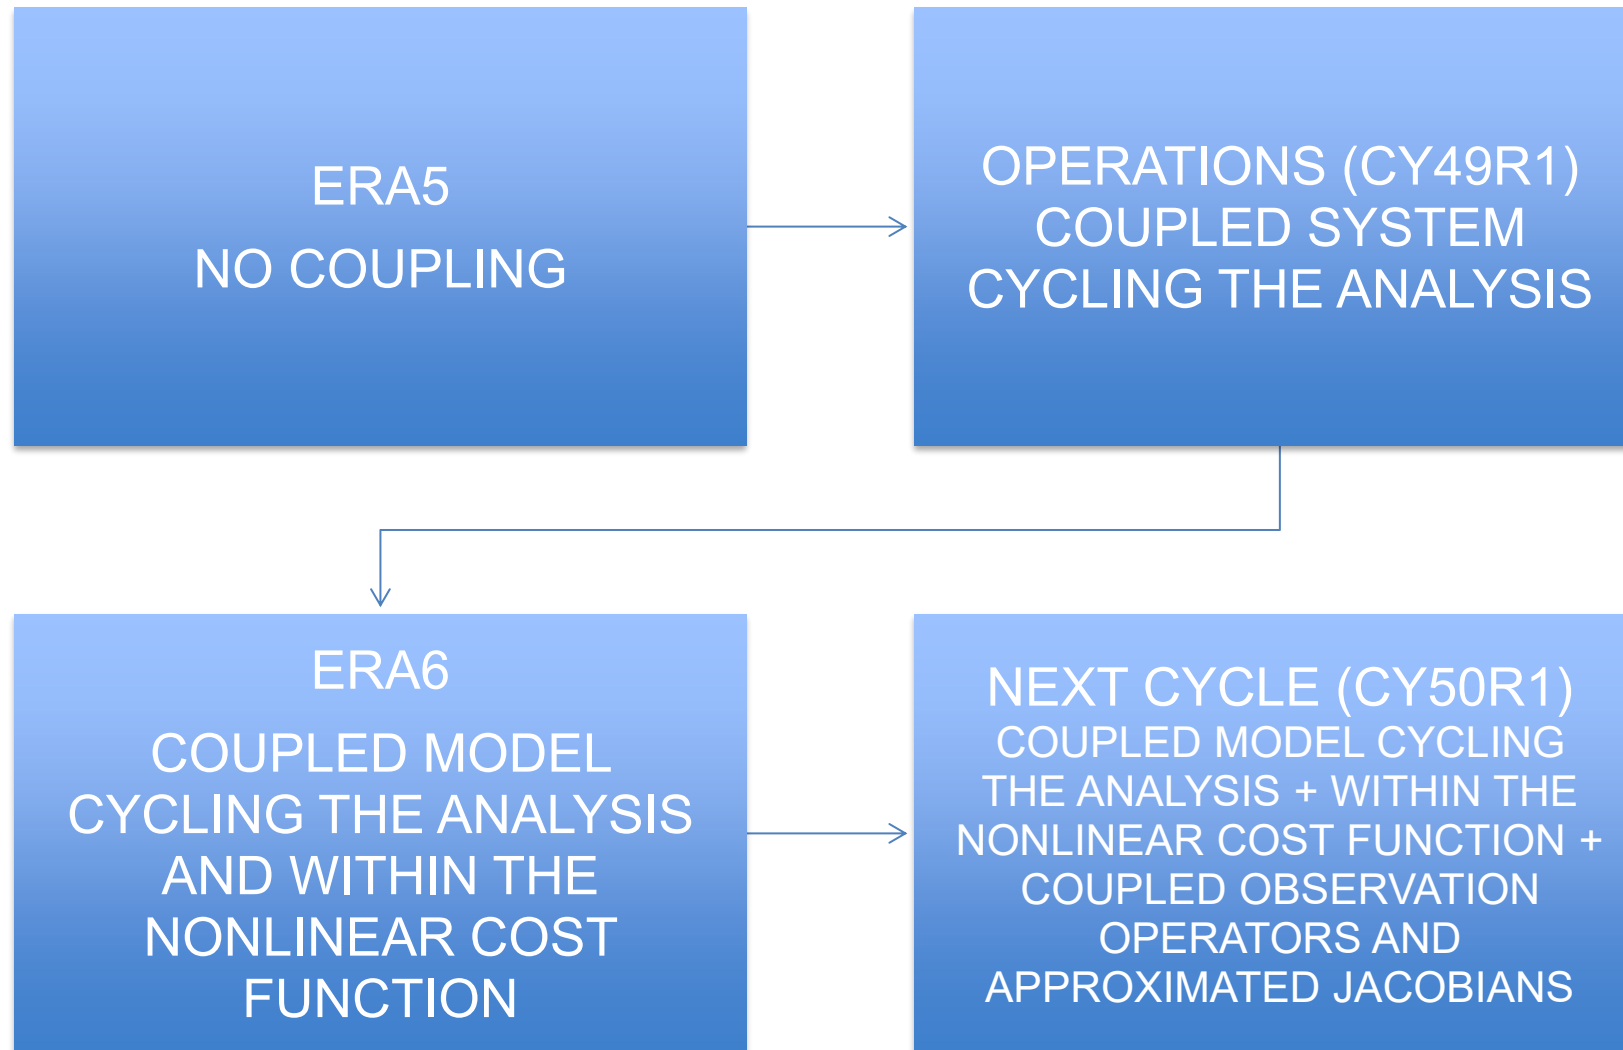 ERA5
NO COUPLING
OPERATIONS (CY49R1)
COUPLED SYSTEM
CYCLING THE ANALYSIS
ERA6
COUPLED MODEL
CYCLING THE ANALYSIS
AND WITHIN THE
NONLINEAR COST
FUNCTION
NEXT CYCLE (CY50R1)
COUPLED MODEL CYCLING
THE ANALYSIS + WITHIN THE
NONLINEAR COST FUNCTION +
COUPLED OBSERVATION
OPERATORS AND
APPROXIMATED JACOBIANS